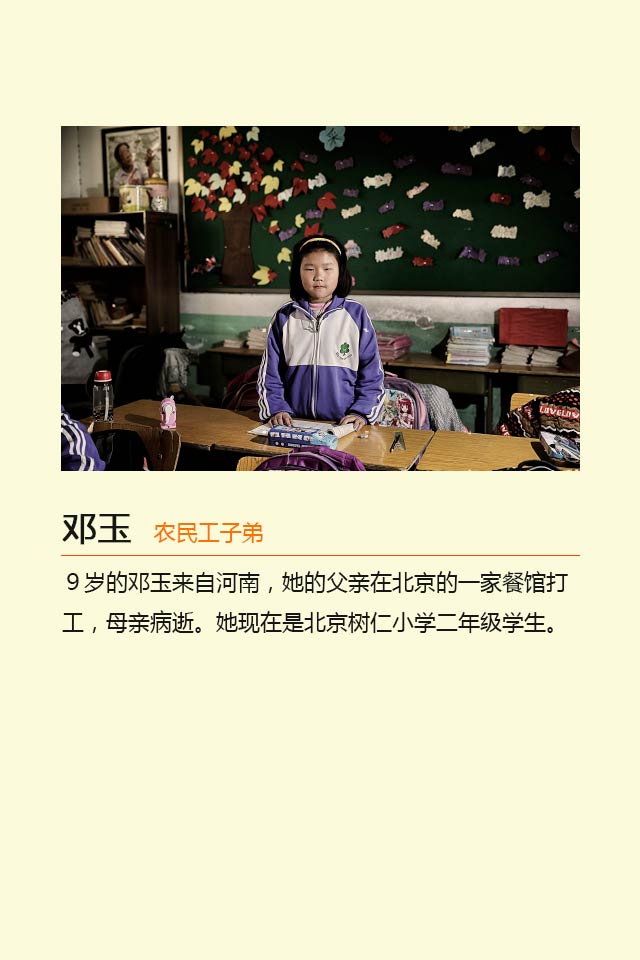 邓玉 农民工子弟
９岁的邓玉来自河南，她的父亲在北京的一家餐馆打
工，母亲病逝。她现在是北京树仁小学二年级学生。
LOVELOVE